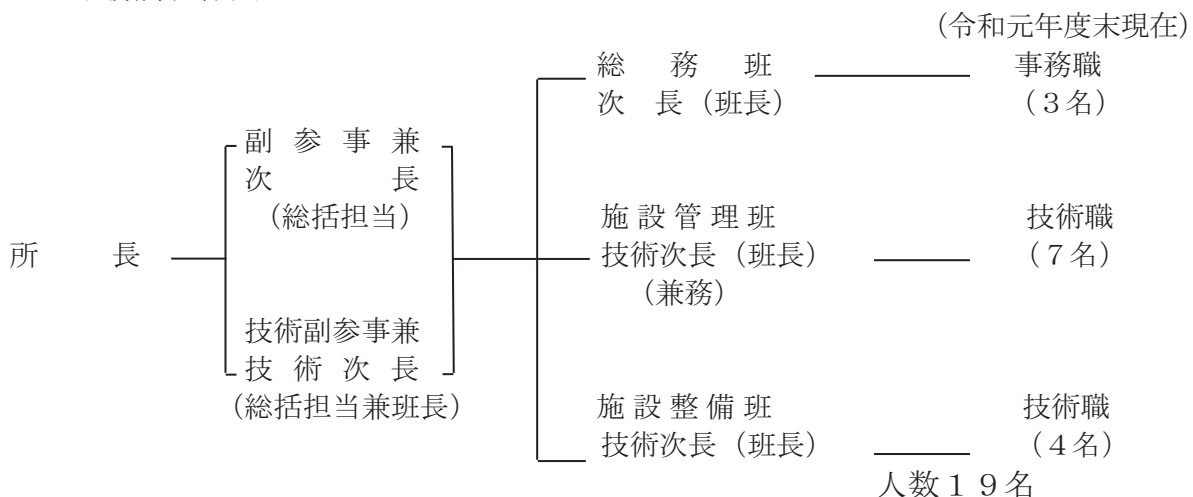 (令和元年度末現在)
総務班
事務職
次長(班長)
(3名)
副参事兼
次長
(総括担当)
施設管理班
技術職
所長
技術次長(班長)
(7名)
(兼務)
技術副参事兼
技術次長
(総括担当兼班長)
施設整備班
技術職
技術次長(班長)
(4名)
人数19名